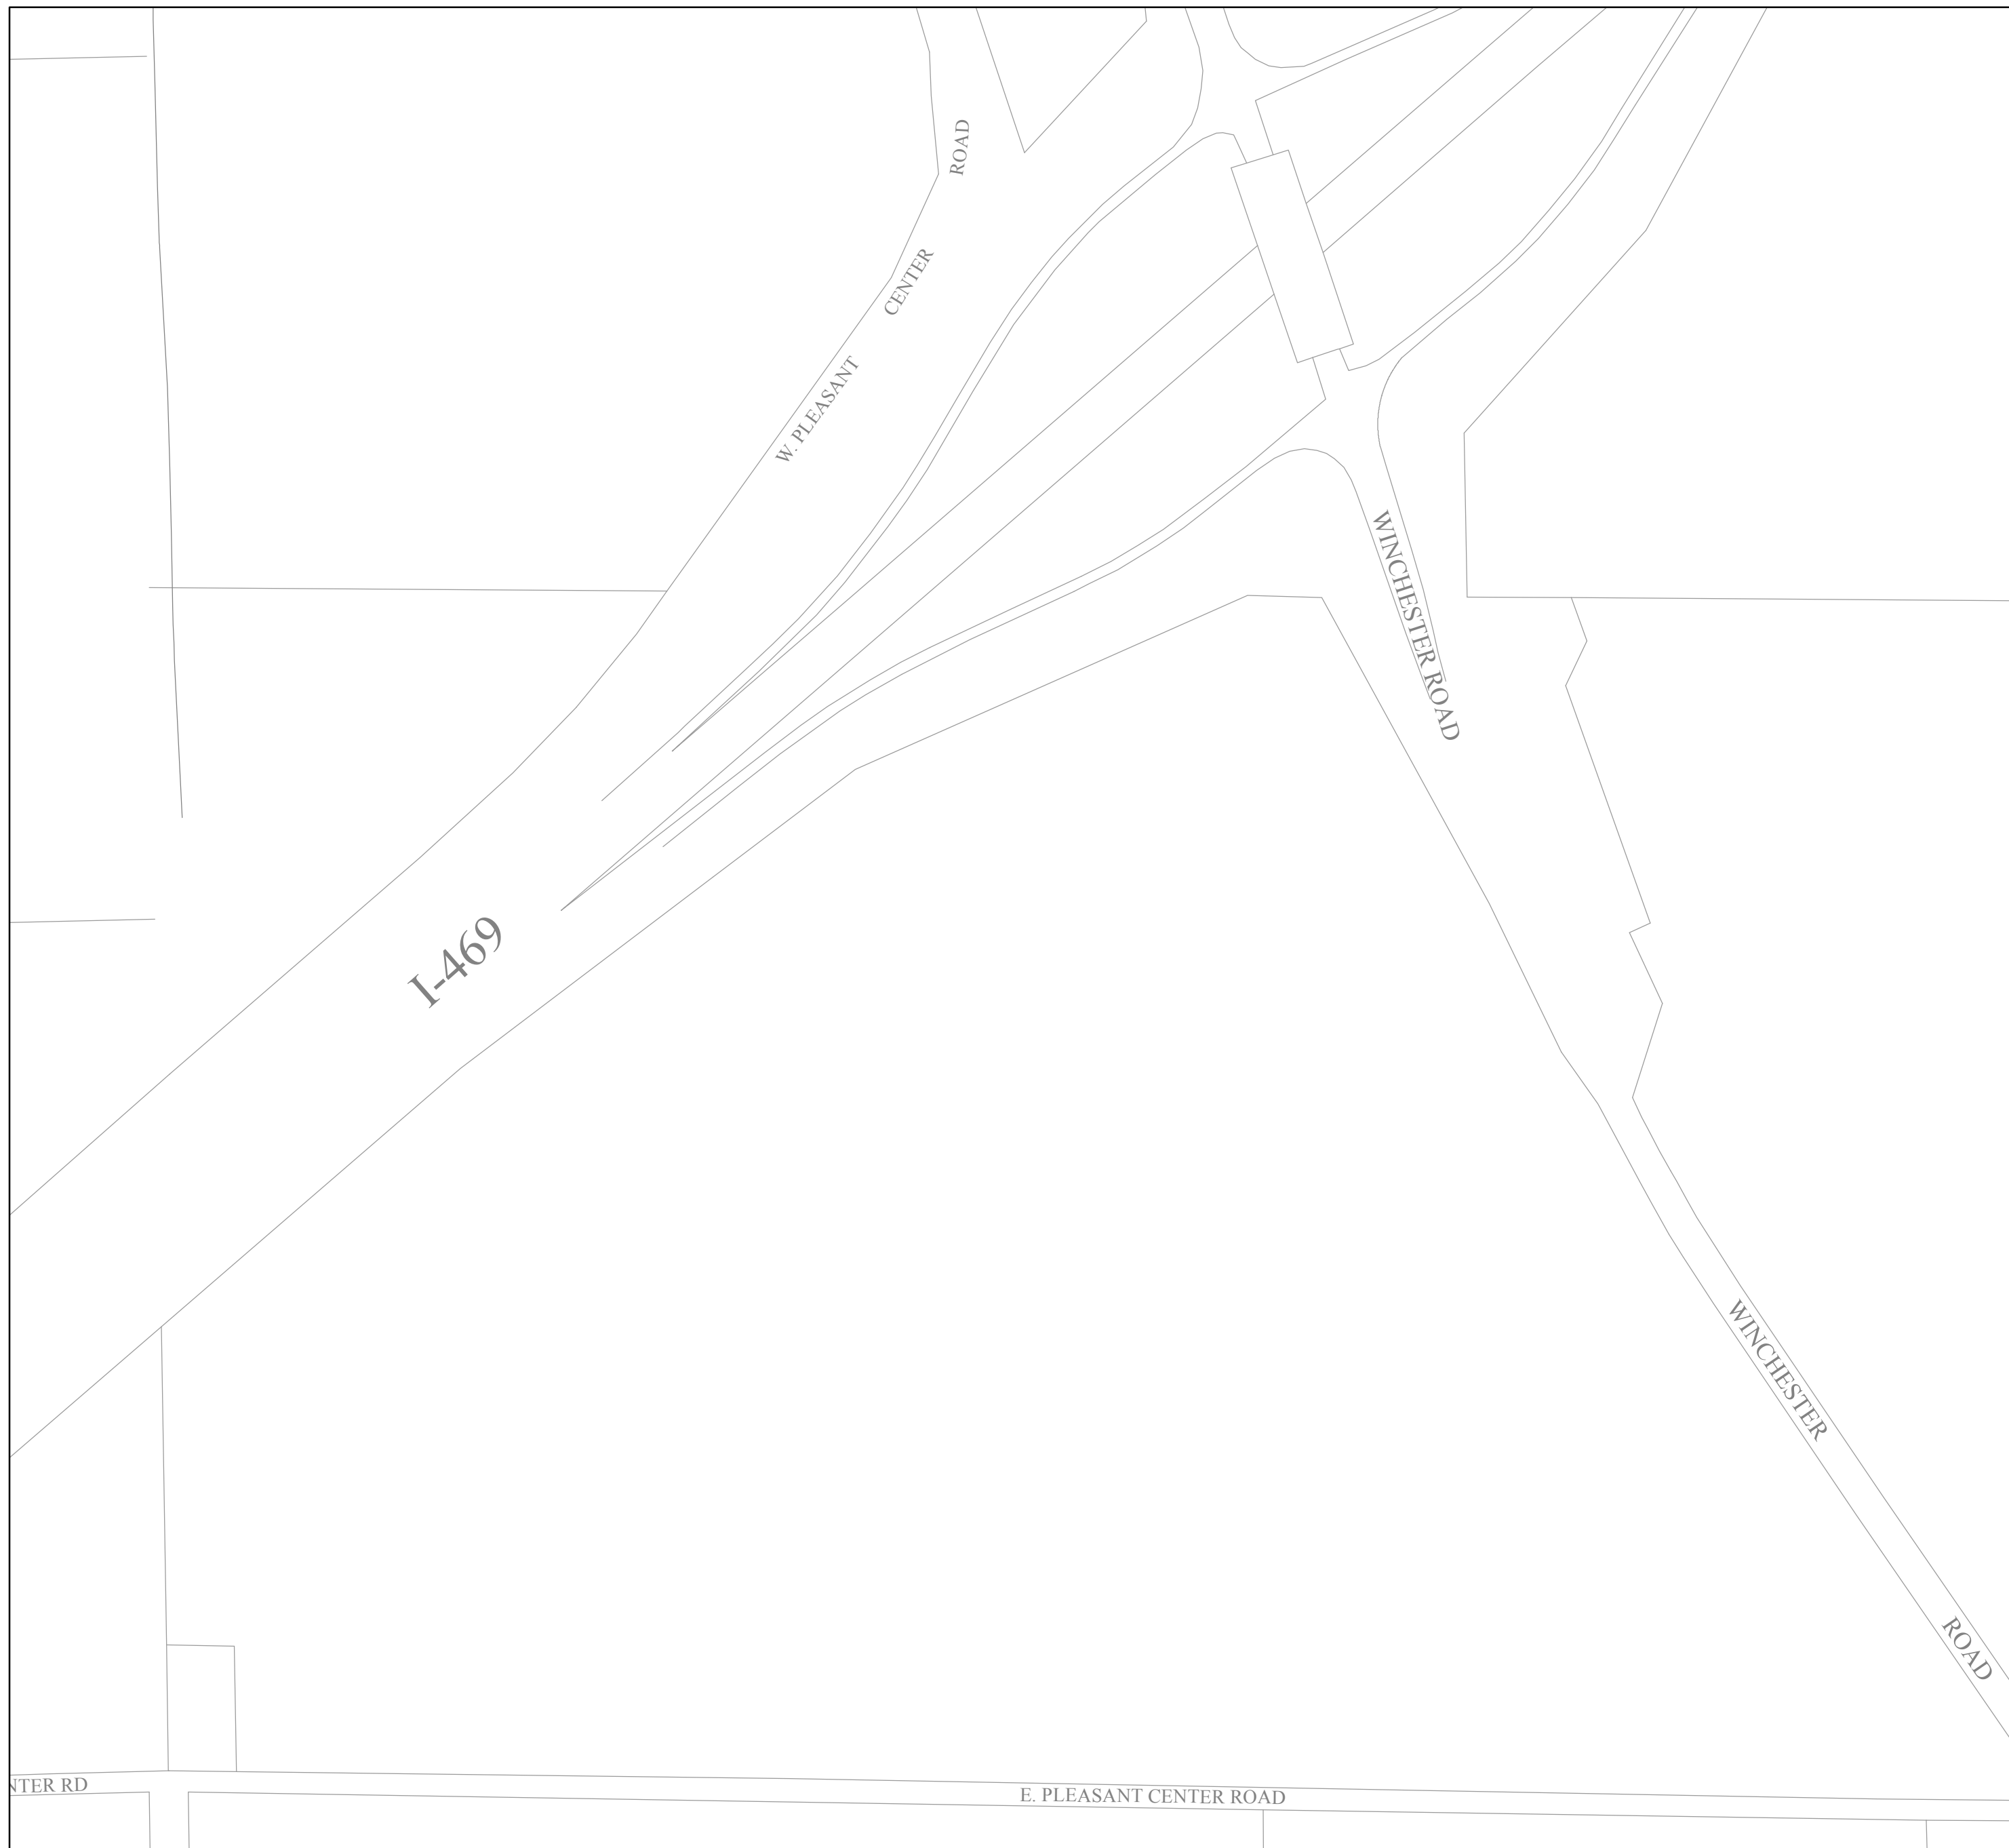 ROAD
CENTER
W. PLEASANT
WINCHESTER ROAD
I-469
WINCHESTER
ROAD
NTER RD
E. PLEASANT CENTER ROAD